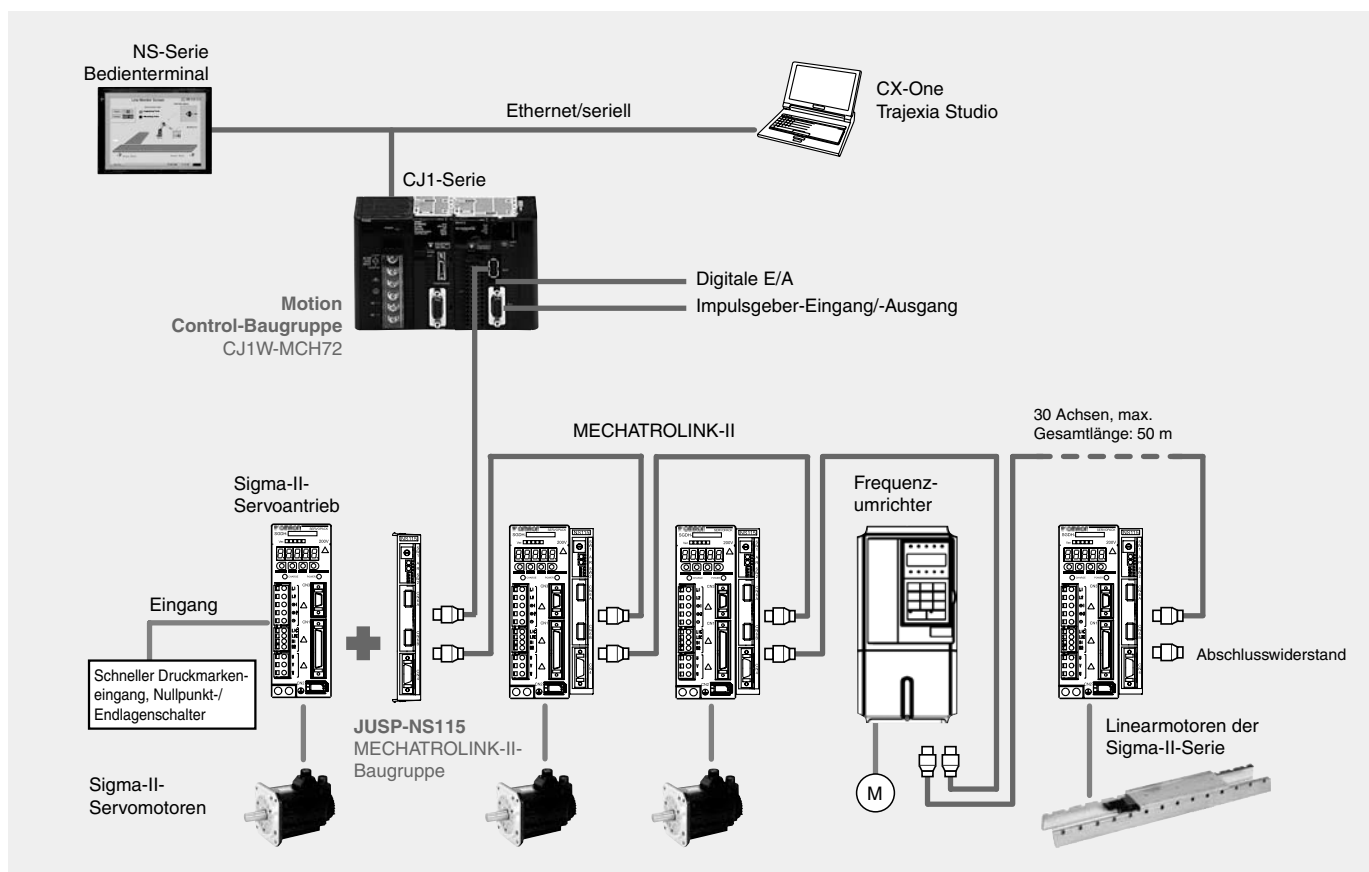 NS-Serie
Bedienterminal
Ethernet/seriell
CX-One
Trajexia Studio
CJ1-Serie
Digitale E/A
Impulsgeber-Eingang/-Ausgang
Motion
Control-Baugruppe
CJ1W-MCH72
30 Achsen, max.
Gesamtlänge: 50 m
MECHATROLINK-II
Sigma-II-
Servoantrieb
Frequenz-
umrichter
Eingang
Schneller Druckmarken-
eingang, Nullpunkt-/
Endlagenschalter
Abschlusswiderstand
JUSP-NS115
MECHATROLINK-II-
Baugruppe
Linearmotoren der
Sigma-II-Serie
Sigma-II-
Servomotoren
M